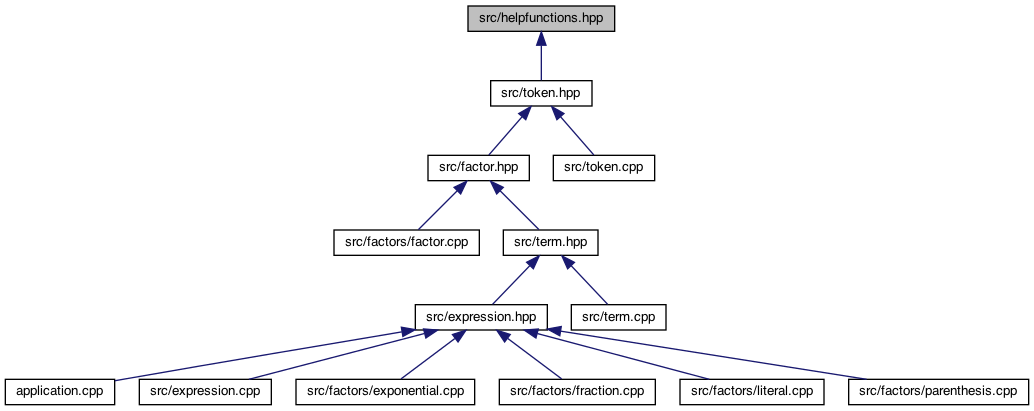 src/helpfunctions.hpp
src/token.hpp
src/factor.hpp
src/token.cpp
src/factors/factor.cpp
src/term.hpp
src/expression.hpp
src/term.cpp
application.cpp
src/expression.cpp
src/factors/exponential.cpp
src/factors/fraction.cpp
src/factors/literal.cpp
src/factors/parenthesis.cpp